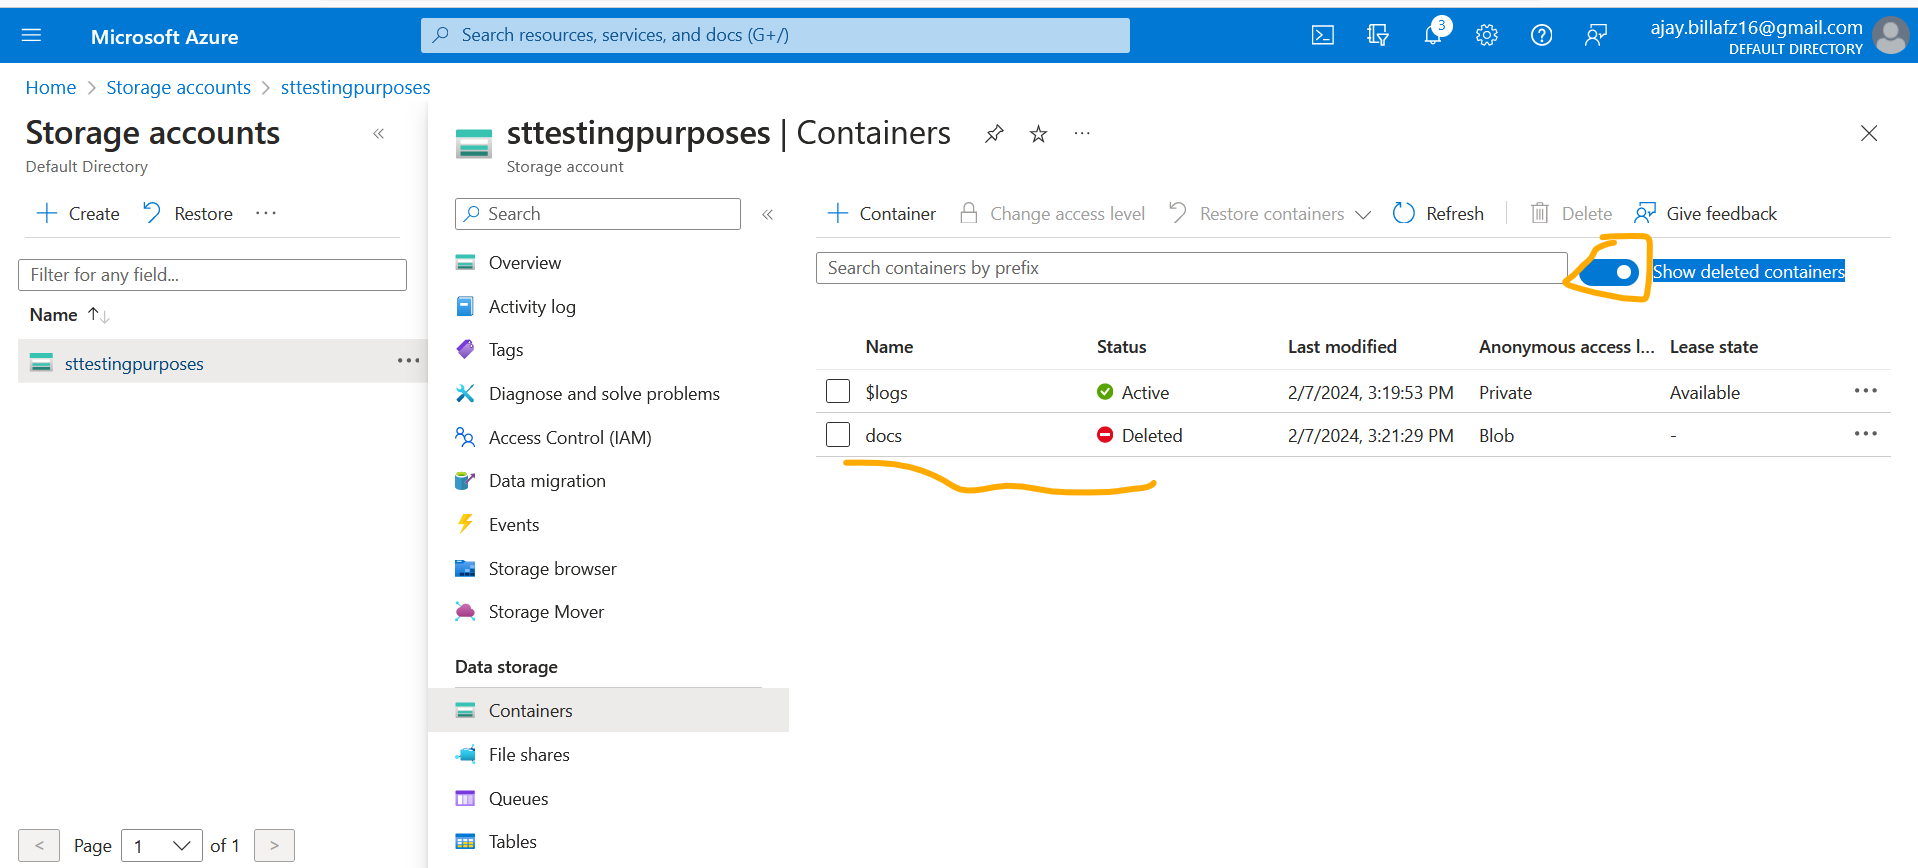 Microsoft Azure
Search resources, services, and docs (G+/)
3
ajay.billafz16@gmail.com
DEFAULT DIRECTORY
Home > Storage accounts > sttestingpurposes
Storage accounts
Default Directory
Create Restore ...
Filter for any field...
Name
sttestingpurposes ...
< Page 1 of 1 >
sttestingpurposes | Containers ...
Storage account
Search
Overview
Activity log
Tags
Diagnose and solve problems
Access Control (IAM)
Data migration
Events
Storage browser
Storage Mover
Data storage
Containers
File shares
Queues
Tables
Container Change access level Restore containers Refresh Delete Give feedback
Search containers by prefix
Show deleted containers
Name Status Last modified Anonymous access l... Lease state
$logs Active 2/7/2024, 3:19:53 PM Private Available ...
docs Deleted 2/7/2024, 3:21:29 PM Blob - ...